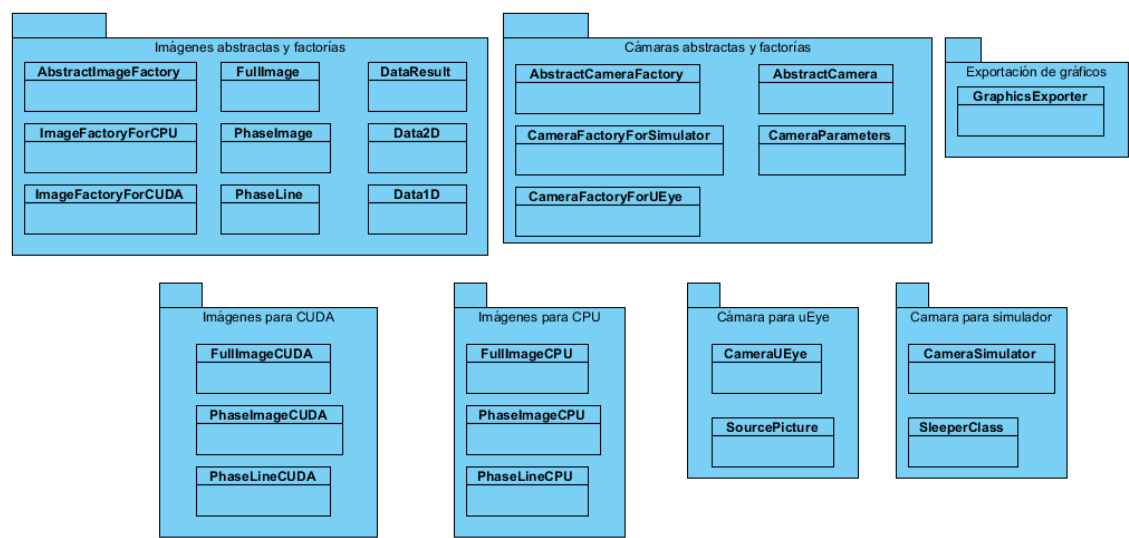 Imágenes abstractas y factorías
AbstractImageFactory
FullImage
DataResult
ImageFactoryForCPU
PhaseImage
Data2D
ImageFactoryForCUDA
PhaseLine
Data1D
Cámaras abstractas y factorías
AbstractCameraFactory
AbstractCamera
CameraFactoryForSimulator
CameraParameters
CameraFactoryForUEye
Exportación de gráficos
GraphicsExporter
Imágenes para CUDA
FullImageCUDA
PhaseImageCUDA
PhaseLineCUDA
Imágenes para CPU
FullImageCPU
PhaseImageCPU
PhaseLineCPU
Cámara para uEye
CameraUEye
SourcePicture
Camara para simulador
CameraSimulator
SleeperClass